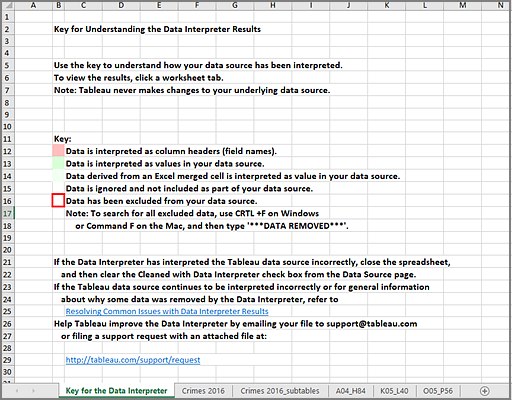 A B C D E F G H I J K L M N
1
2 Key for Understanding the Data Interpreter Results
3
4
5 Use the key to understand how your data source has been interpreted.
6 To view the results, click a worksheet tab.
7 Note: Tableau never makes changes to your underlying data source.
8
9
10
11 Key:
12 Data is interpreted as column headers (field names).
13 Data is interpreted as values in your data source.
14 Data derived from an Excel merged cell is interpreted as value in your data source.
15 Data is ignored and not included as part of your data source.
16 Data has been excluded from your data source.
17 Note: To search for all excluded data, use CRTL +F on Windows
18 or Command F on the Mac, and then type '***DATA REMOVED***'.
21 If the Data Interpreter has interpreted the Tableau data source incorrectly, close the spreadsheet,
22 and then clear the Cleaned with Data Interpreter check box from the Data Source page.
23 If the Tableau data source continues to be interpreted incorrectly or for general information
24 about why some data was removed by the Data Interpreter, refer to
25 Resolving Common Issues with Data Interpreter Results
26 Help Tableau improve the Data Interpreter by emailing your file to support@tableau.com
27 or filing a support request with an attached file at:
28
29 http://tableau.com/support/request
30
Key for the Data Interpreter Crimes 2016 Crimes 2016_subtables A04_H84 K05_L40 O05_P56